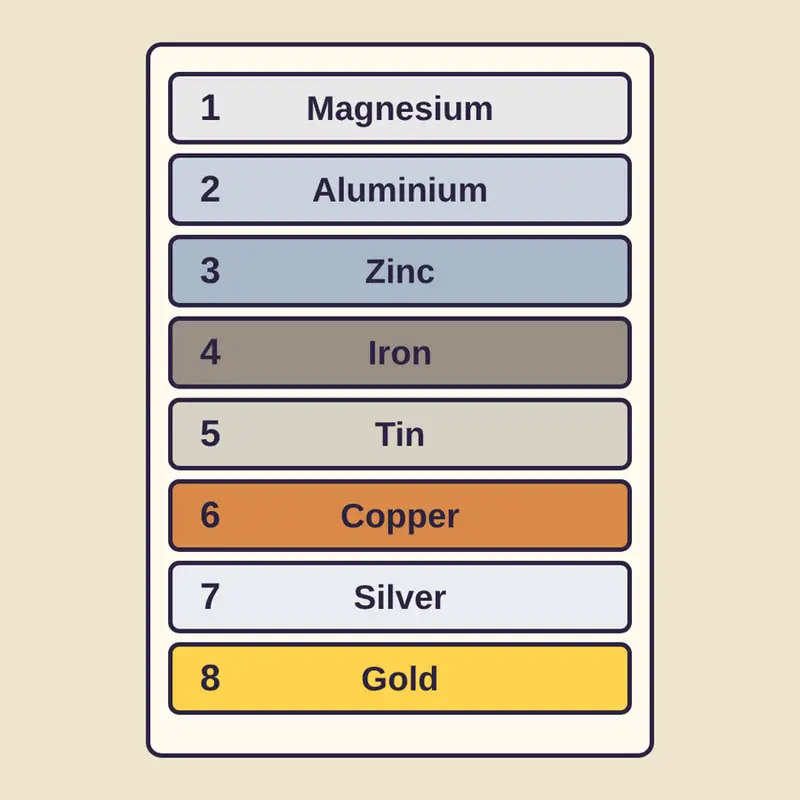 1 Magnesium
2 Aluminium
3 Zinc
4 Iron
5 Tin
6 Copper
7 Silver
8 Gold